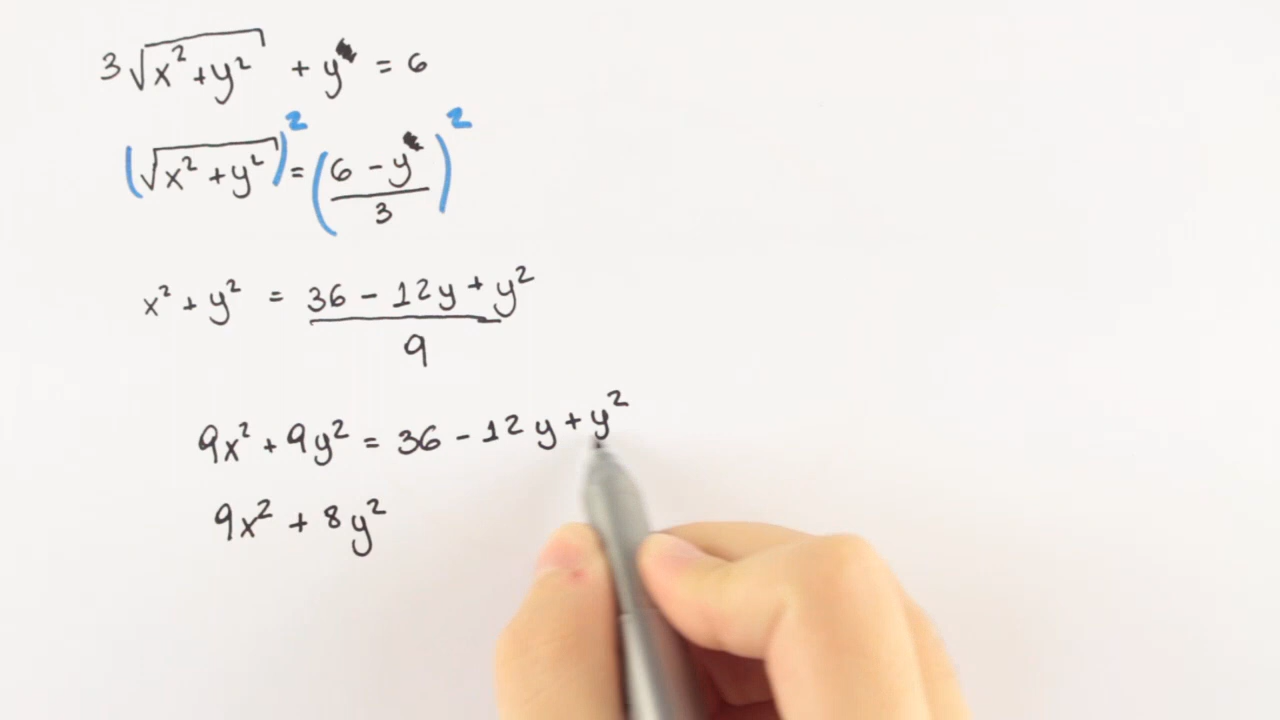 3√x²+y² + y = 6
(√x²+y²)² = (6-y/3)²
x² + y² = 36 - 12y + y²
9
9x² + 9y² = 36 - 12y + y²
9x² + 8y²